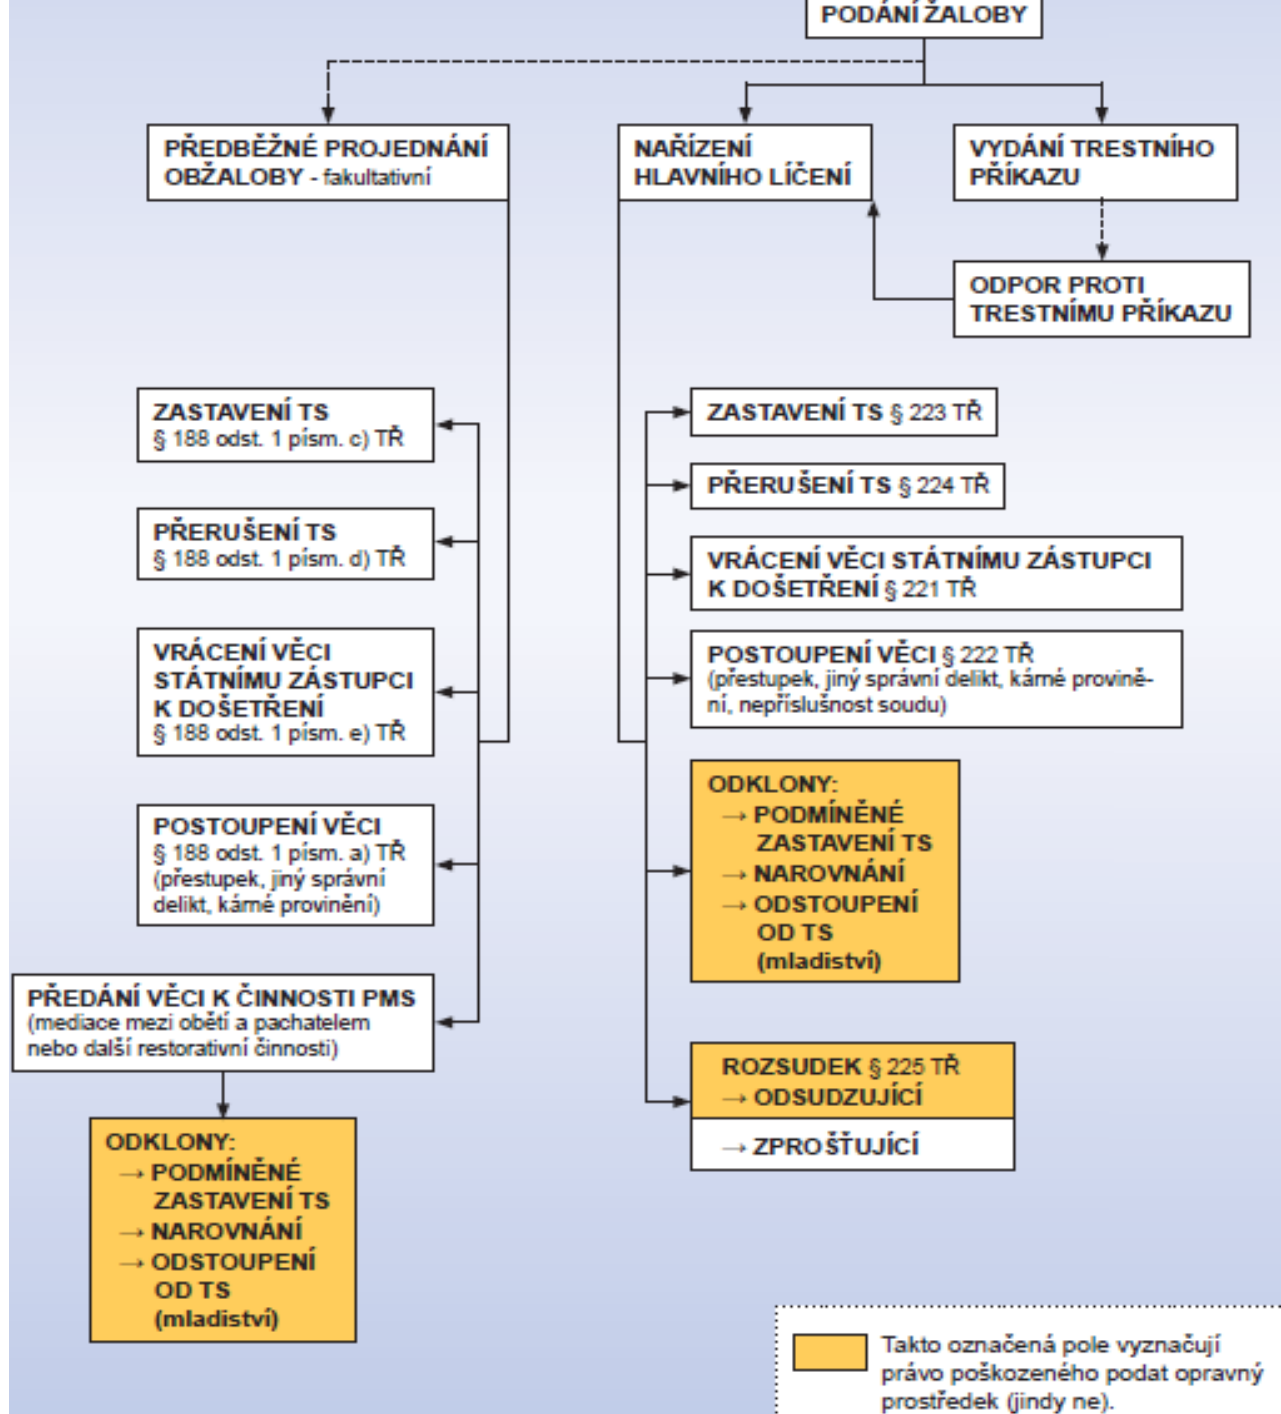 PODÁNÍ ŽALOBY
PŘEDBĚŽNÉ PROJEDNÁNÍ
OBŽALOBY - fakultativní
NAŘÍZENÍ
HLAVNÍHO LÍČENÍ
VYDÁNÍ TRESTNÍHO
PŘÍKAZU
ODPOR PROTI
TRESTNÍMU PŘÍKAZU
ZASTAVENÍ TS
§ 188 odst. 1 písm. c) TŘ
PŘERUŠENÍ TS
§ 188 odst. 1 písm. d) TŘ
VRÁCENÍ VĚCI
STÁTNÍMU ZÁSTUPCI
K DOŠETŘENÍ
§ 188 odst. 1 písm. e) TŘ
POSTOUPENÍ VĚCI
§ 188 odst. 1 písm. a) TŘ
(přestupek, jiný správní
delikt, kárné provinění)
PŘEDÁNÍ VĚCI K ČINNOSTI PMS
(mediace mezi obětí a pachatelem
nebo další restorativní činnosti)
ODKLONY:
→ PODMÍNĚNÉ
ZASTAVENÍ TS
→ NAROVNÁNÍ
→ ODSTOUPENÍ
OD TS
(mladiství)
ZASTAVENÍ TS § 223 TŘ
PŘERUŠENÍ TS § 224 TŘ
VRÁCENÍ VĚCI STÁTNÍMU ZÁSTUPCI
K DOŠETŘENÍ § 221 TŘ
POSTOUPENÍ VĚCI § 222 TŘ
(přestupek, jiný správní delikt, kárné provině-
ní, nepříslušnost soudu)
ODKLONY:
→ PODMÍNĚNÉ
ZASTAVENÍ TS
→ NAROVNÁNÍ
→ ODSTOUPENÍ
OD TS
(mladiství)
ROZSUDEK § 225 TŘ
→ ODSUDZUJÍCÍ
→ ZPROŠŤUJÍCÍ
Takto označená pole vyznačují
právo poškozeného podat opravný
prostředek (jindy ne).